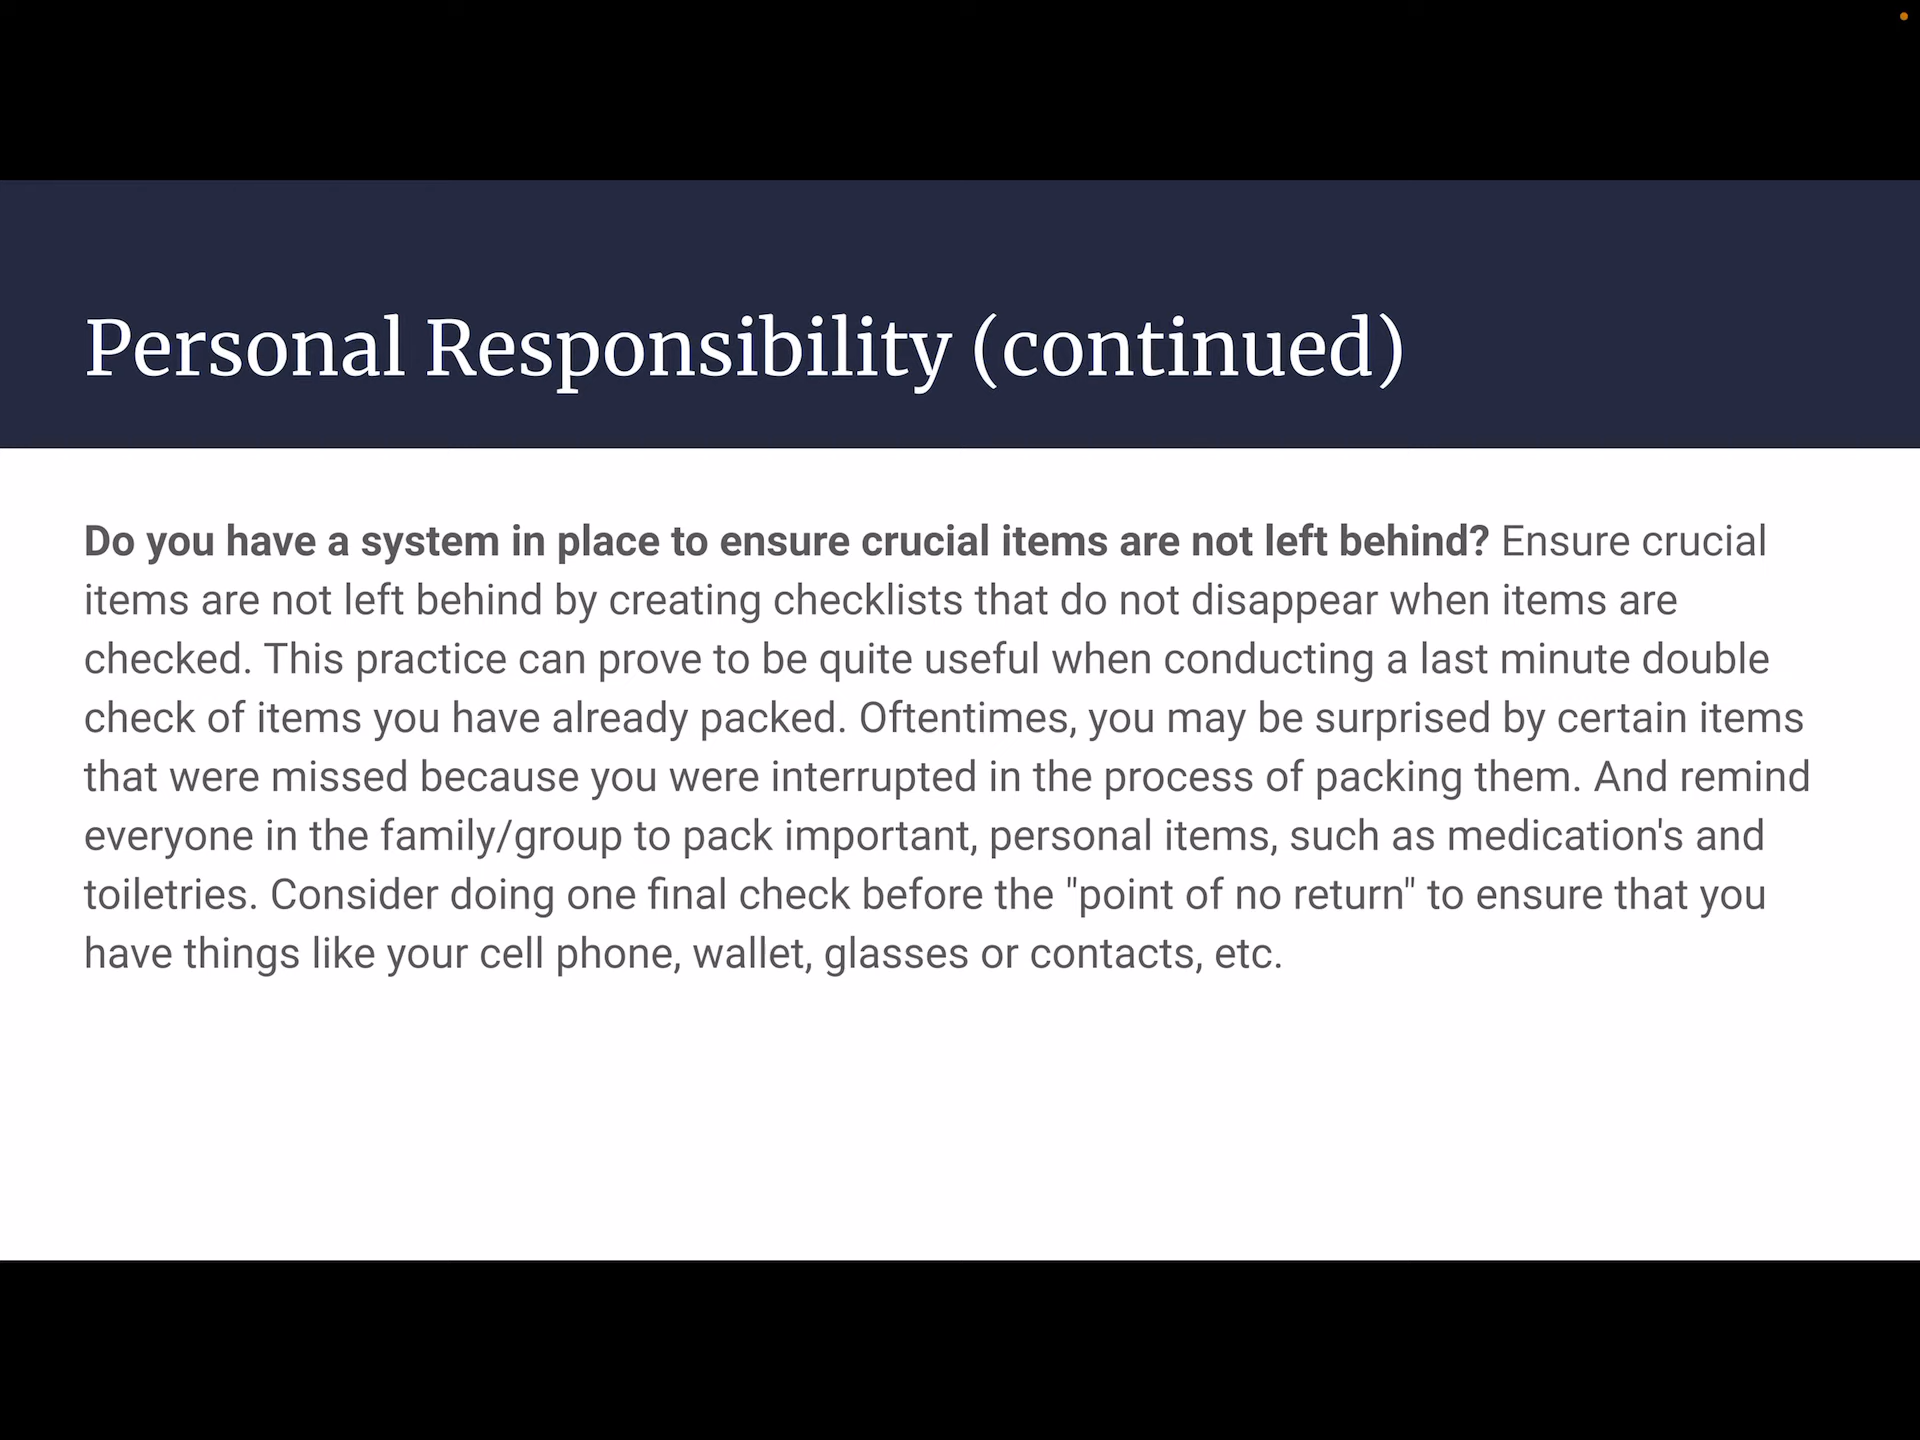 Personal Responsibility (continued)
Do you have a system in place to ensure crucial items are not left behind? Ensure crucial
items are not left behind by creating checklists that do not disappear when items are
checked. This practice can prove to be quite useful when conducting a last minute double
check of items you have already packed. Oftentimes, you may be surprised by certain items
that were missed because you were interrupted in the process of packing them. And remind
everyone in the family/group to pack important, personal items, such as medication's and
toiletries. Consider doing one final check before the "point of no return" to ensure that you
have things like your cell phone, wallet, glasses or contacts, etc.